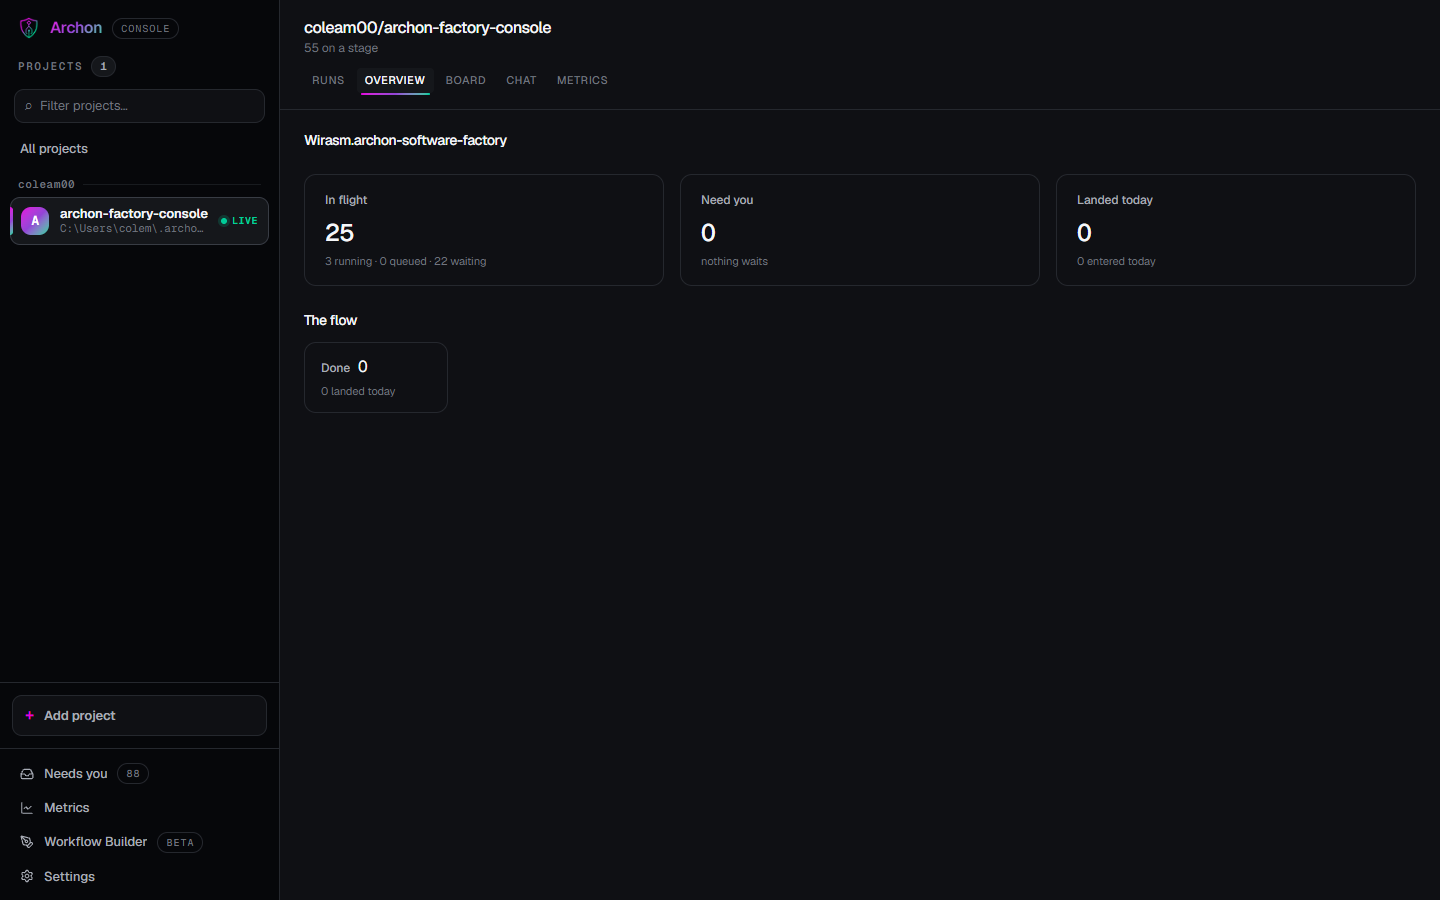 Archon CONSOLE
PROJECTS 1
Filter projects...
All projects
coleam00
A
archon-factory-console
C:\Users\colem\.archo…
LIVE
Add project
Needs you 88
Metrics
Workflow Builder BETA
Settings
coleam00/archon-factory-console
55 on a stage
RUNS OVERVIEW BOARD CHAT METRICS
Wirasm.archon-software-factory
In flight
25
3 running · 0 queued · 22 waiting
Need you
0
nothing waits
Landed today
0
0 entered today
The flow
Done 0
0 landed today